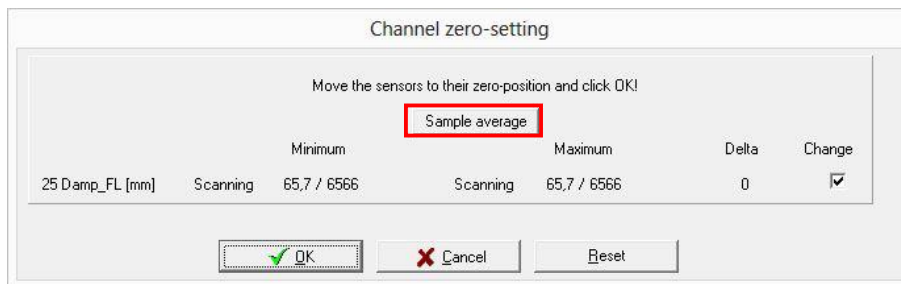 Channel zero-setting
Move the sensors to their zero-position and click OK!
Sample average
Minimum Maximum Delta Change
25 Damp_FL [mm] Scanning 65,7 / 6566 Scanning 65,7 / 6566 0
OK Cancel Reset